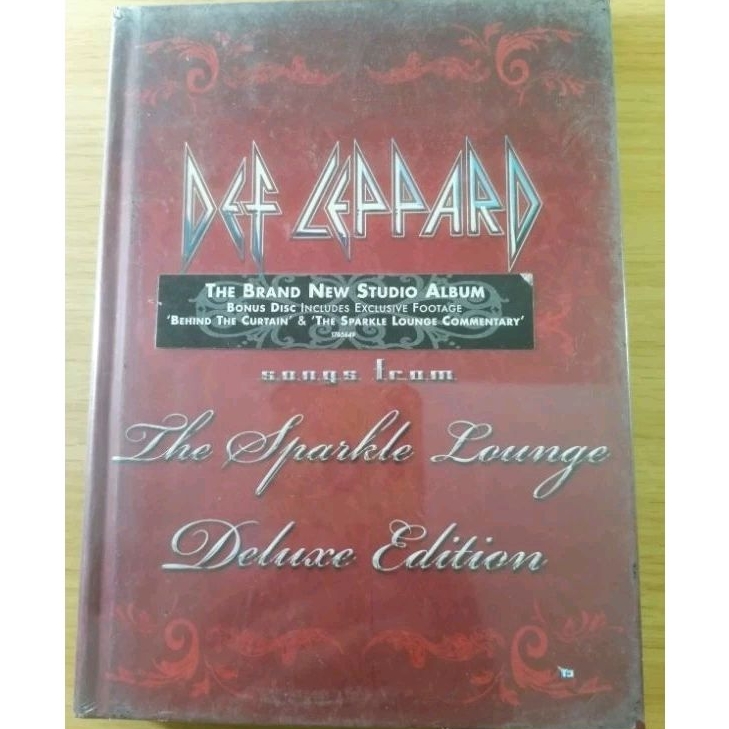 DEF LEPPARD
THE BRAND NEW STUDIO ALBUM
BONUS DISC INCLUDES EXCLUSIVE FOOTAGE
'BEHIND THE CURTAIN' & 'THE SPARKLE LOUNGE COMMENTARY'
songs from
The Sparkle Lounge
Deluxe Edition